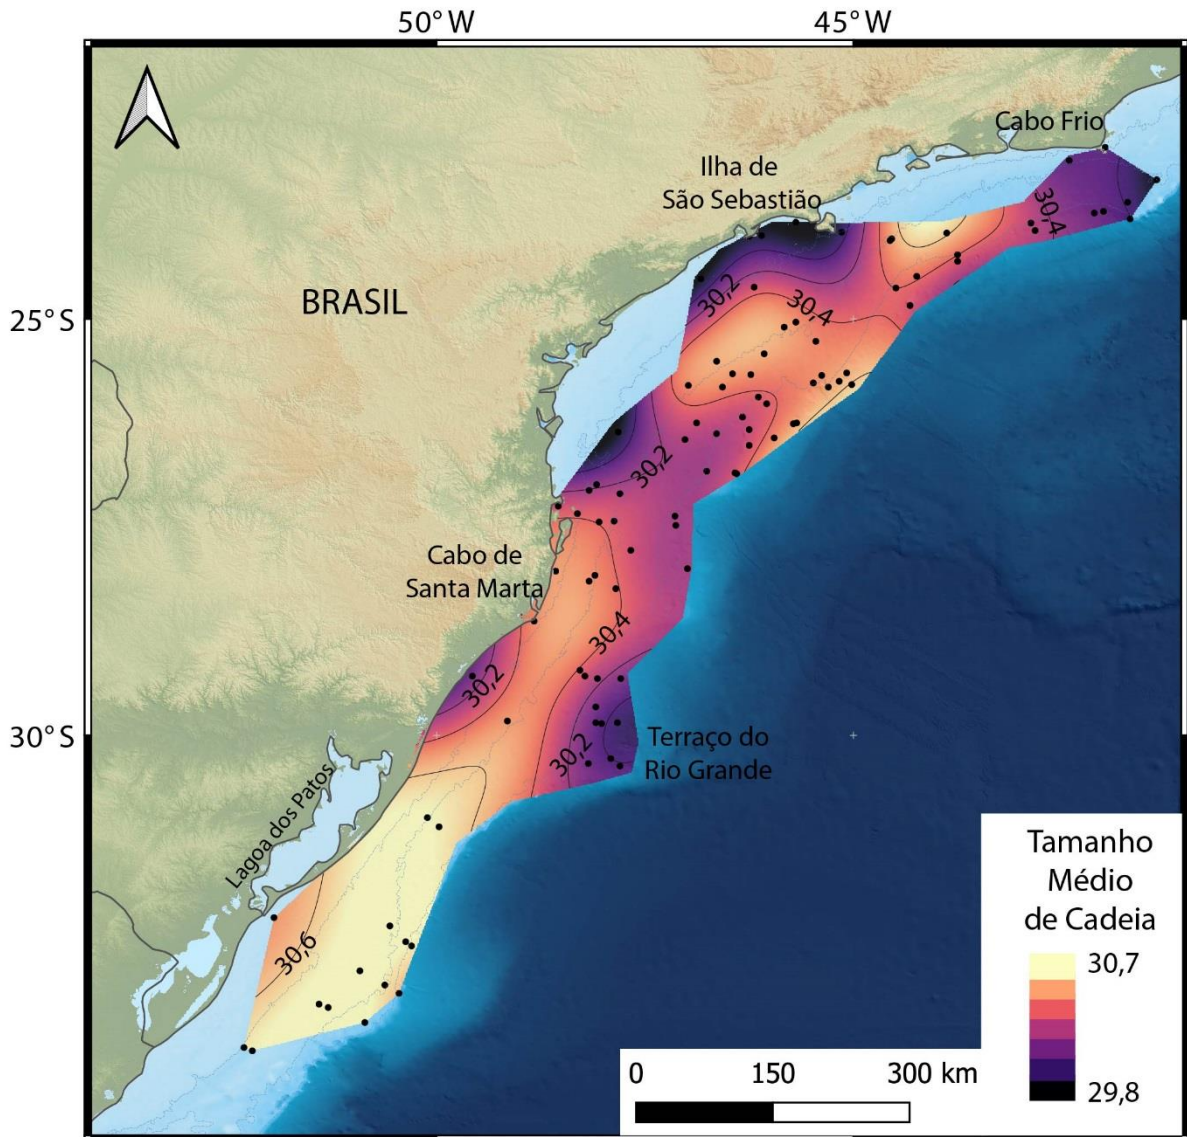 50°W
45°W
Cabo Frio
Ilha de
São Sebastião
30,4
BRASIL
30,2
30,4
25°S
30,2
Cabo de
Santa Marta
30,4
30,2
30°S
Terraço do
Rio Grande
30,2
Lagoa dos Patos
30,6
Tamanho
Médio
de Cadeia
30,7
29,8
0 150 300 km